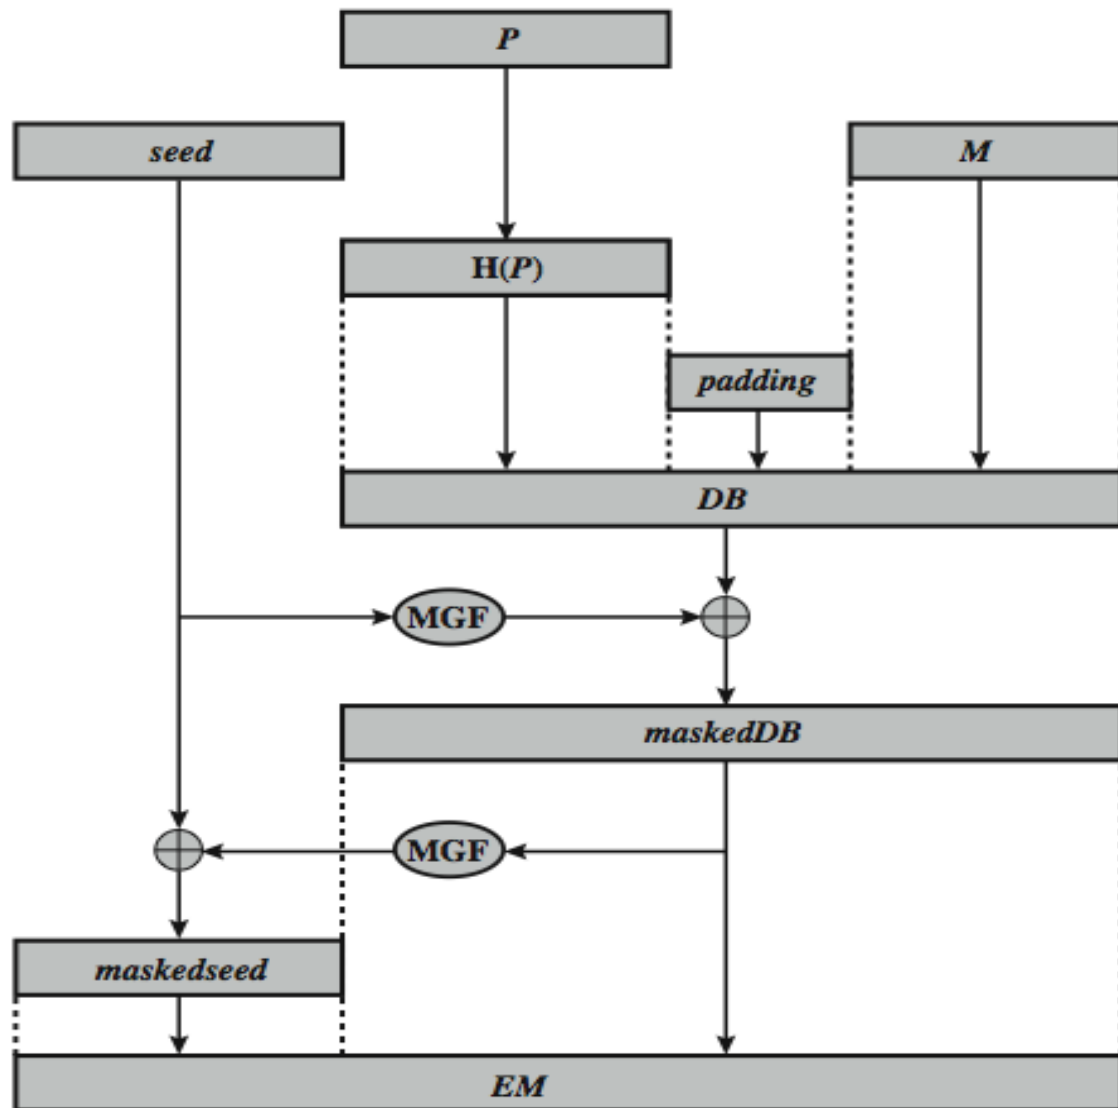 P
seed
M
H(P)
padding
DB
MGF
maskedDB
MGF
maskedseed
EM